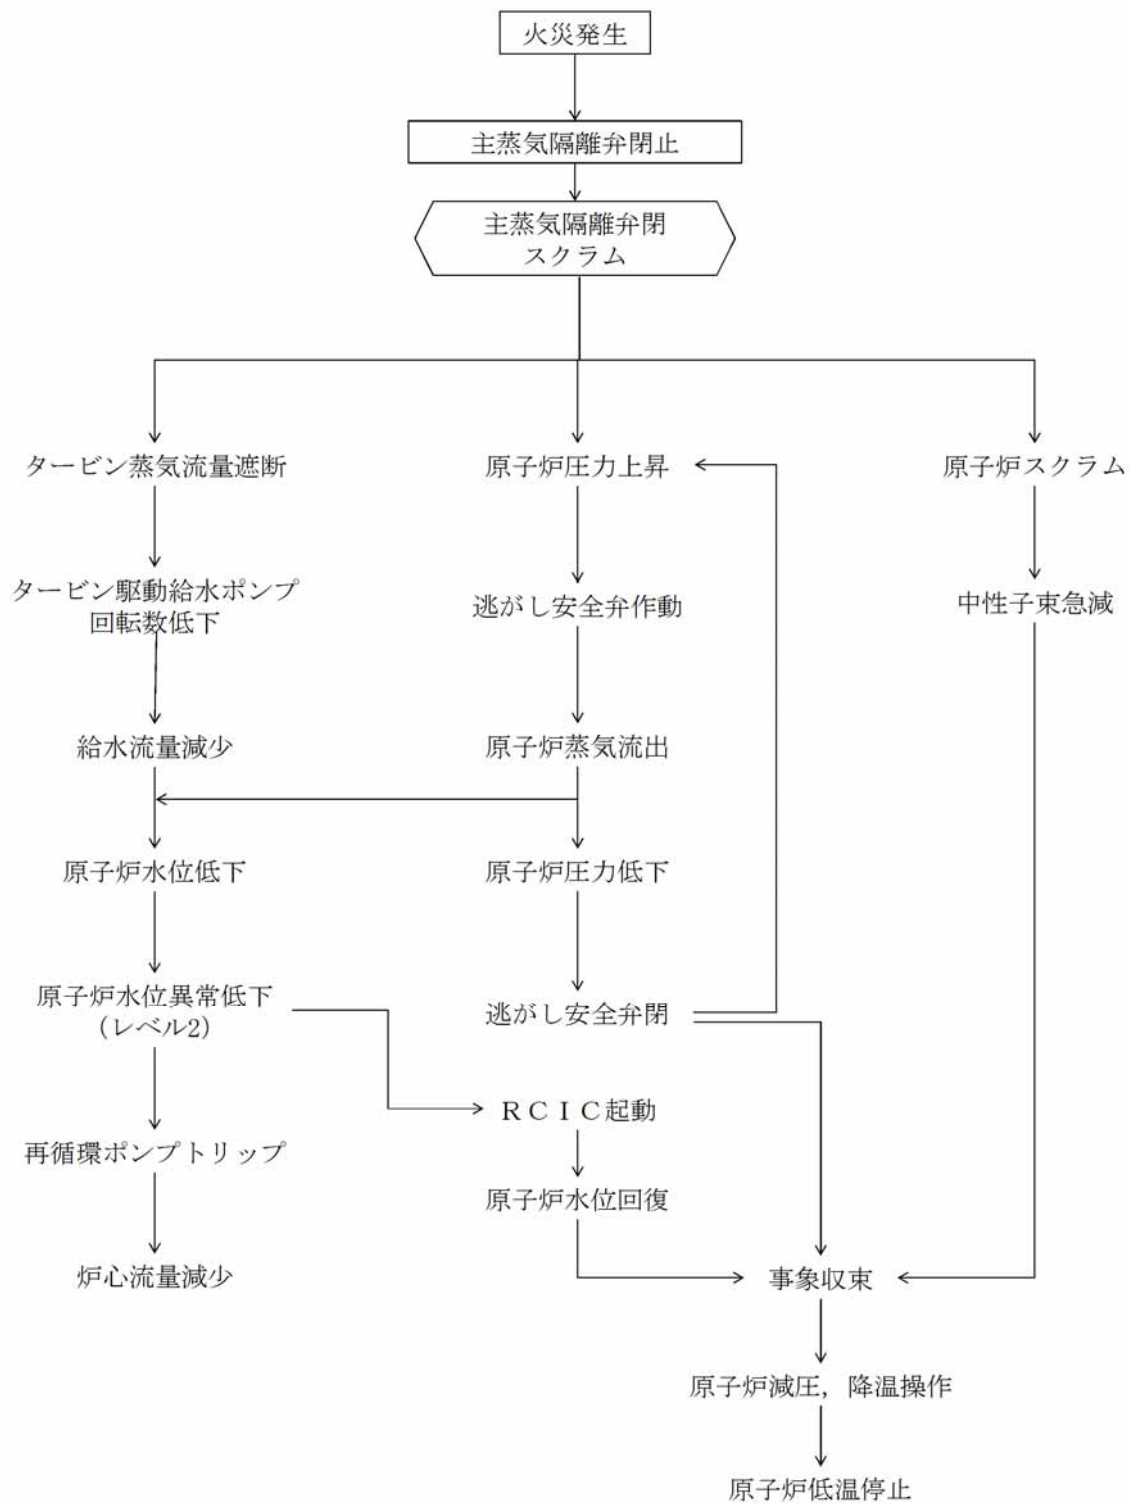 火災発生
主蒸気隔離弁閉止
主蒸気隔離弁閉
スクラム
タービン蒸気流量遮断
原子炉圧力上昇
原子炉スクラム
タービン駆動給水ポンプ
回転数低下
逃がし安全弁作動
中性子束急減
給水流量減少
原子炉蒸気流出
原子炉水位低下
原子炉圧力低下
原子炉水位異常低下
（レベル2）
逃がし安全弁閉
ＲＣＩＣ起動
再循環ポンプトリップ
原子炉水位回復
炉心流量減少
事象収束
原子炉減圧，降温操作
原子炉低温停止